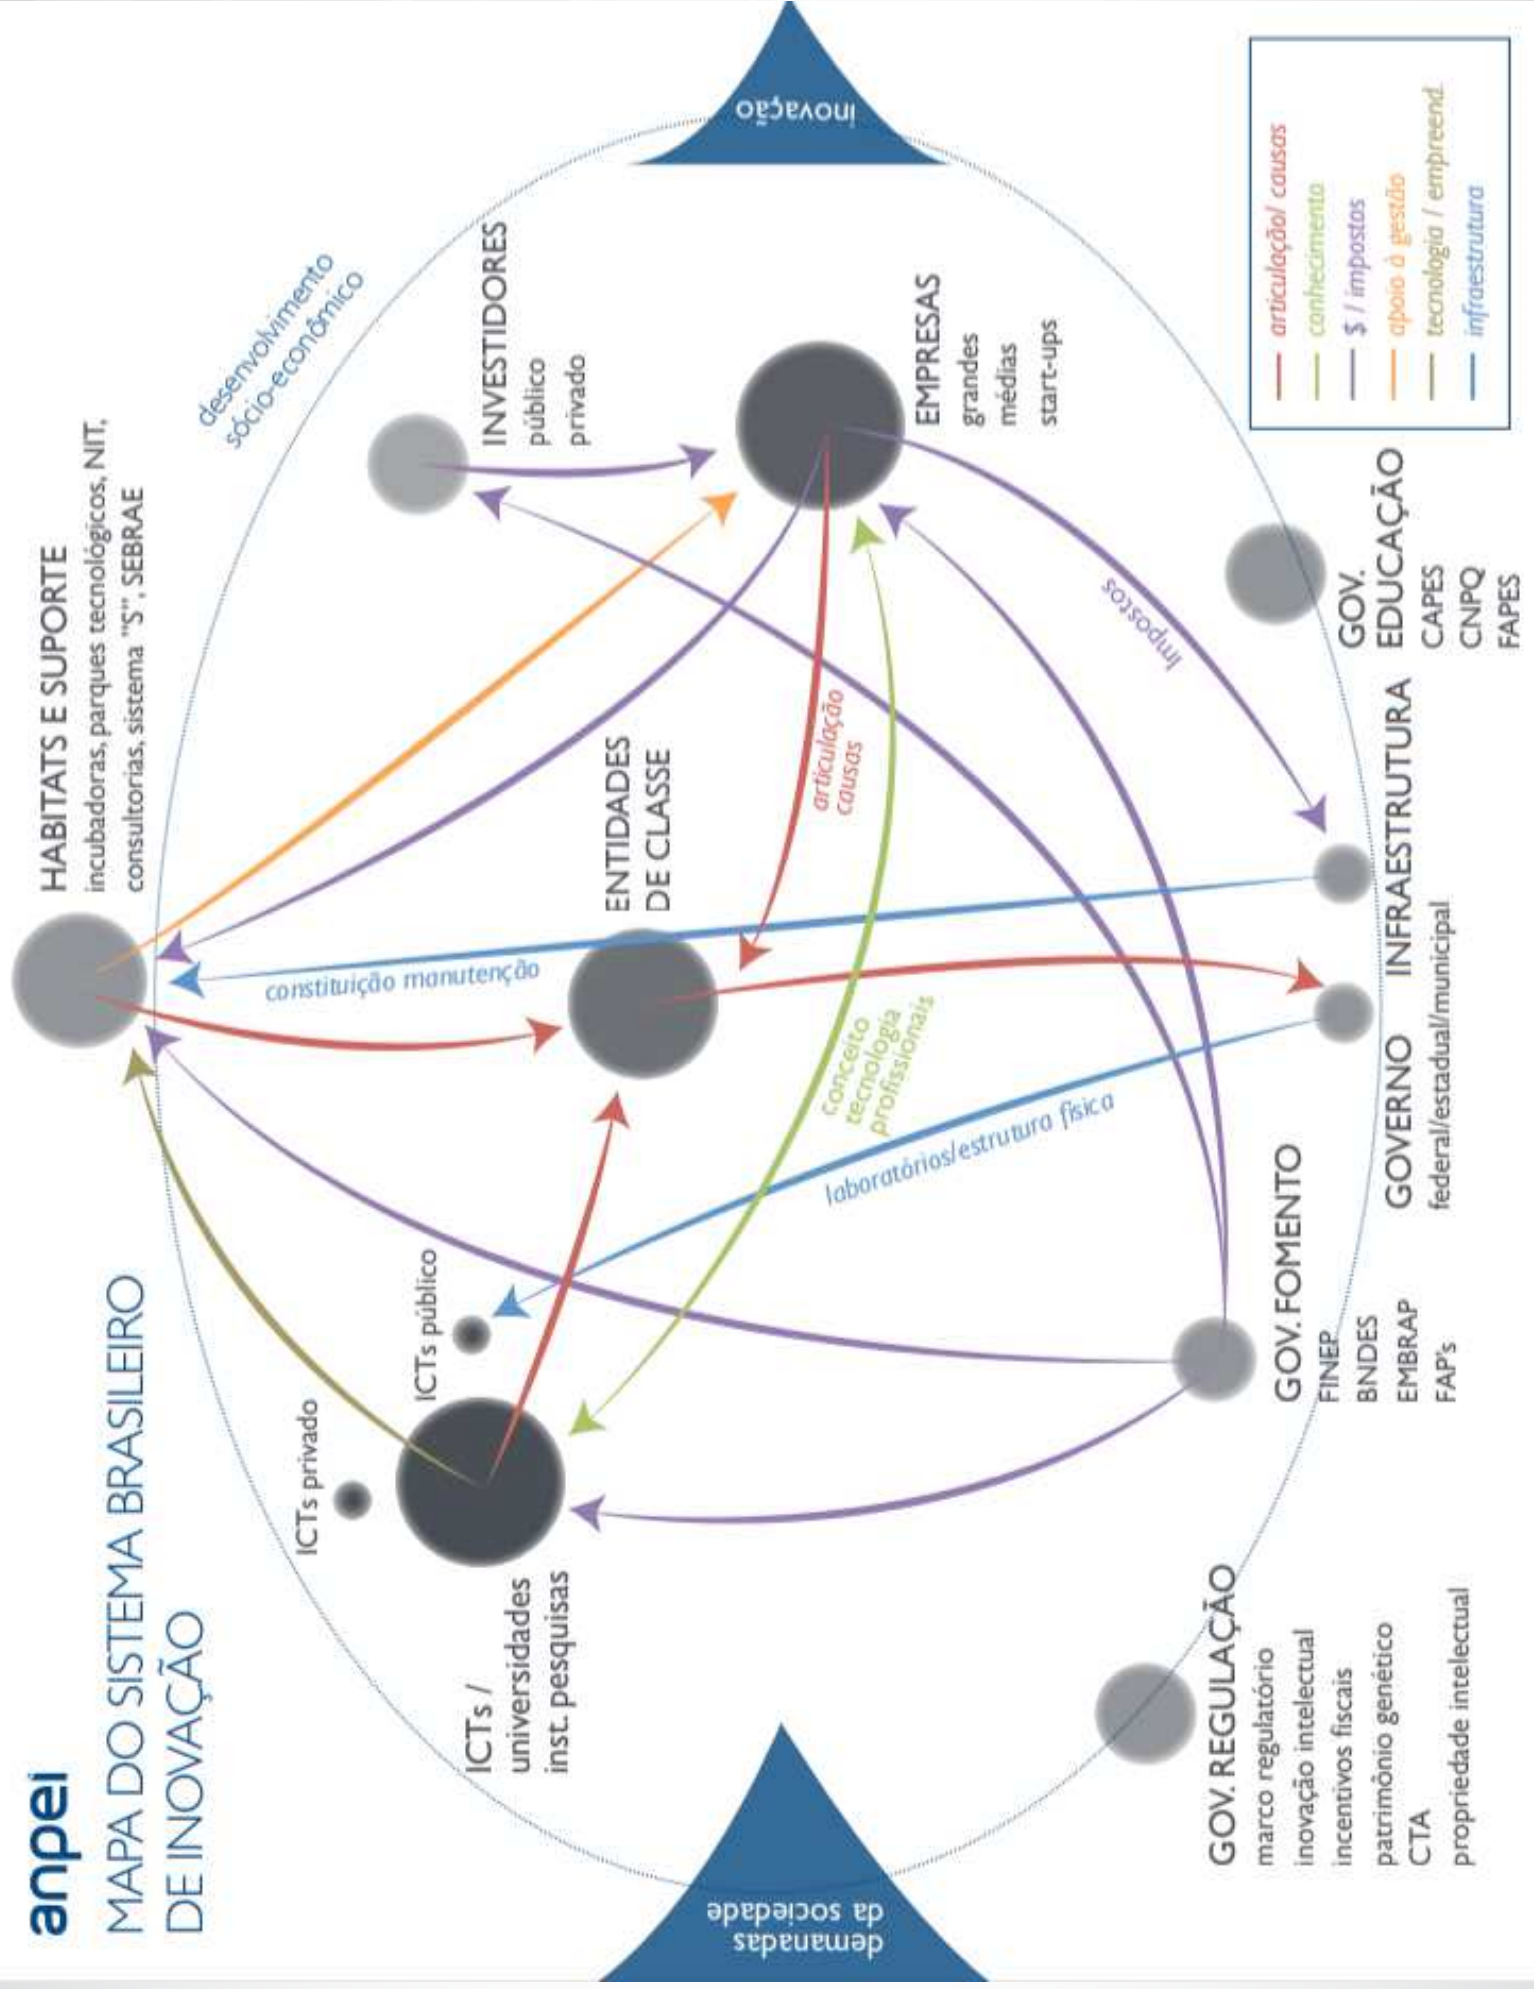 anpei
MAPA DO SISTEMA BRASILEIRO
DE INOVAÇÃO
HABITATS E SUPORTE
incubadoras, parques tecnológicos, NIT,
consultorias, sistema "S", SEBRAE
desenvolvimento
sócio-econômico
ICTs privado
ICTs público
ICTs /
universidades
inst. pesquisas
constituição manutenção
ENTIDADES
DE CLASSE
INVESTIDORES
público
privado
EMPRESAS
grandes
médias
start-ups
articulação
causas
conceito
tecnologia
profissionais
laboratórios/estrutura física
Impostos
demanadas
da sociedade
inovação
GOV. REGULAÇÃO
marco regulatório
inovação intelectual
incentivos fiscais
patrimônio genético
CTA
propriedade intelectual
GOV. FOMENTO
FINEP
BNDES
EMBRAP
FAP's
GOVERNO INFRAESTRUTURA
federal/estadual/municipal
GOV.
EDUCAÇÃO
CAPES
CNPQ
FAPES
articulação/ causas
conhecimento
$ / impostos
apoio à gestão
tecnologia / empreend.
infraestrutura